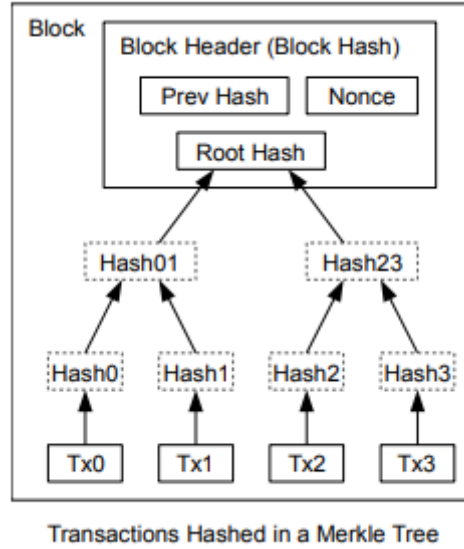 Block
Block Header (Block Hash)
Prev Hash
Nonce
Root Hash
Hash01
Hash23
Hash0
Hash1
Hash2
Hash3
Tx0
Tx1
Tx2
Tx3
Transactions Hashed in a Merkle Tree